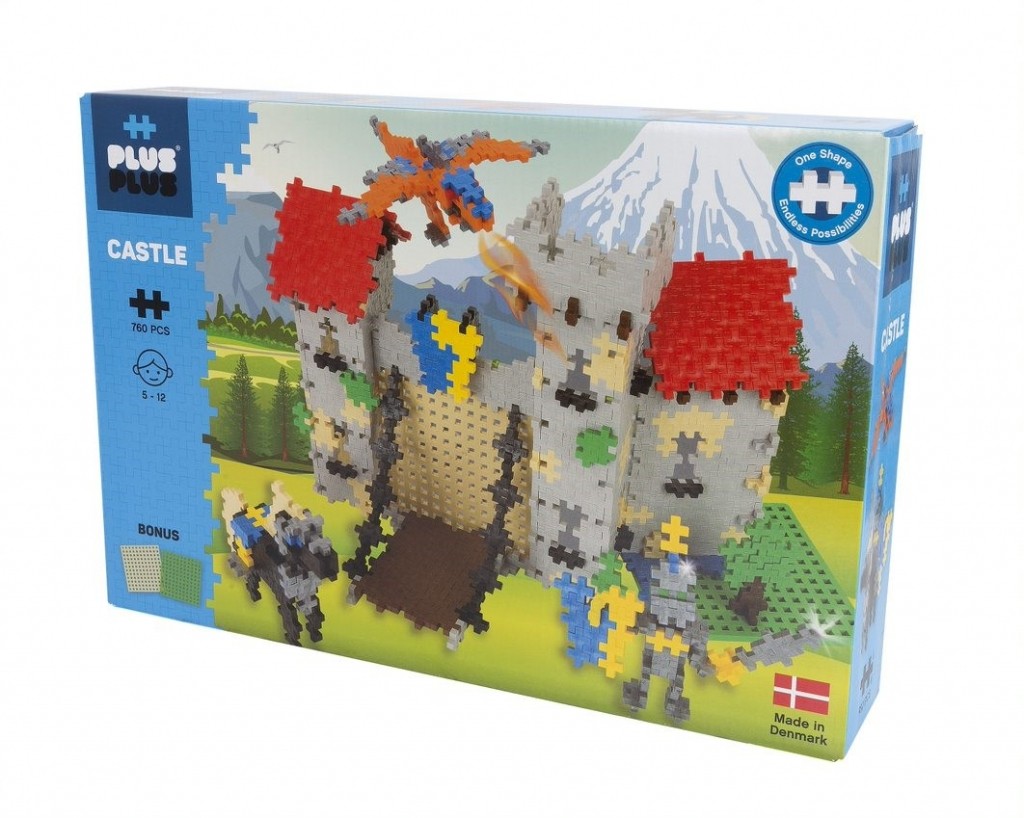 PLUS®
PLUS
CASTLE
760 PCS
5 - 12
BONUS
One Shape
Endless Possibilities
Made in
Denmark
PLUS
CASTLE